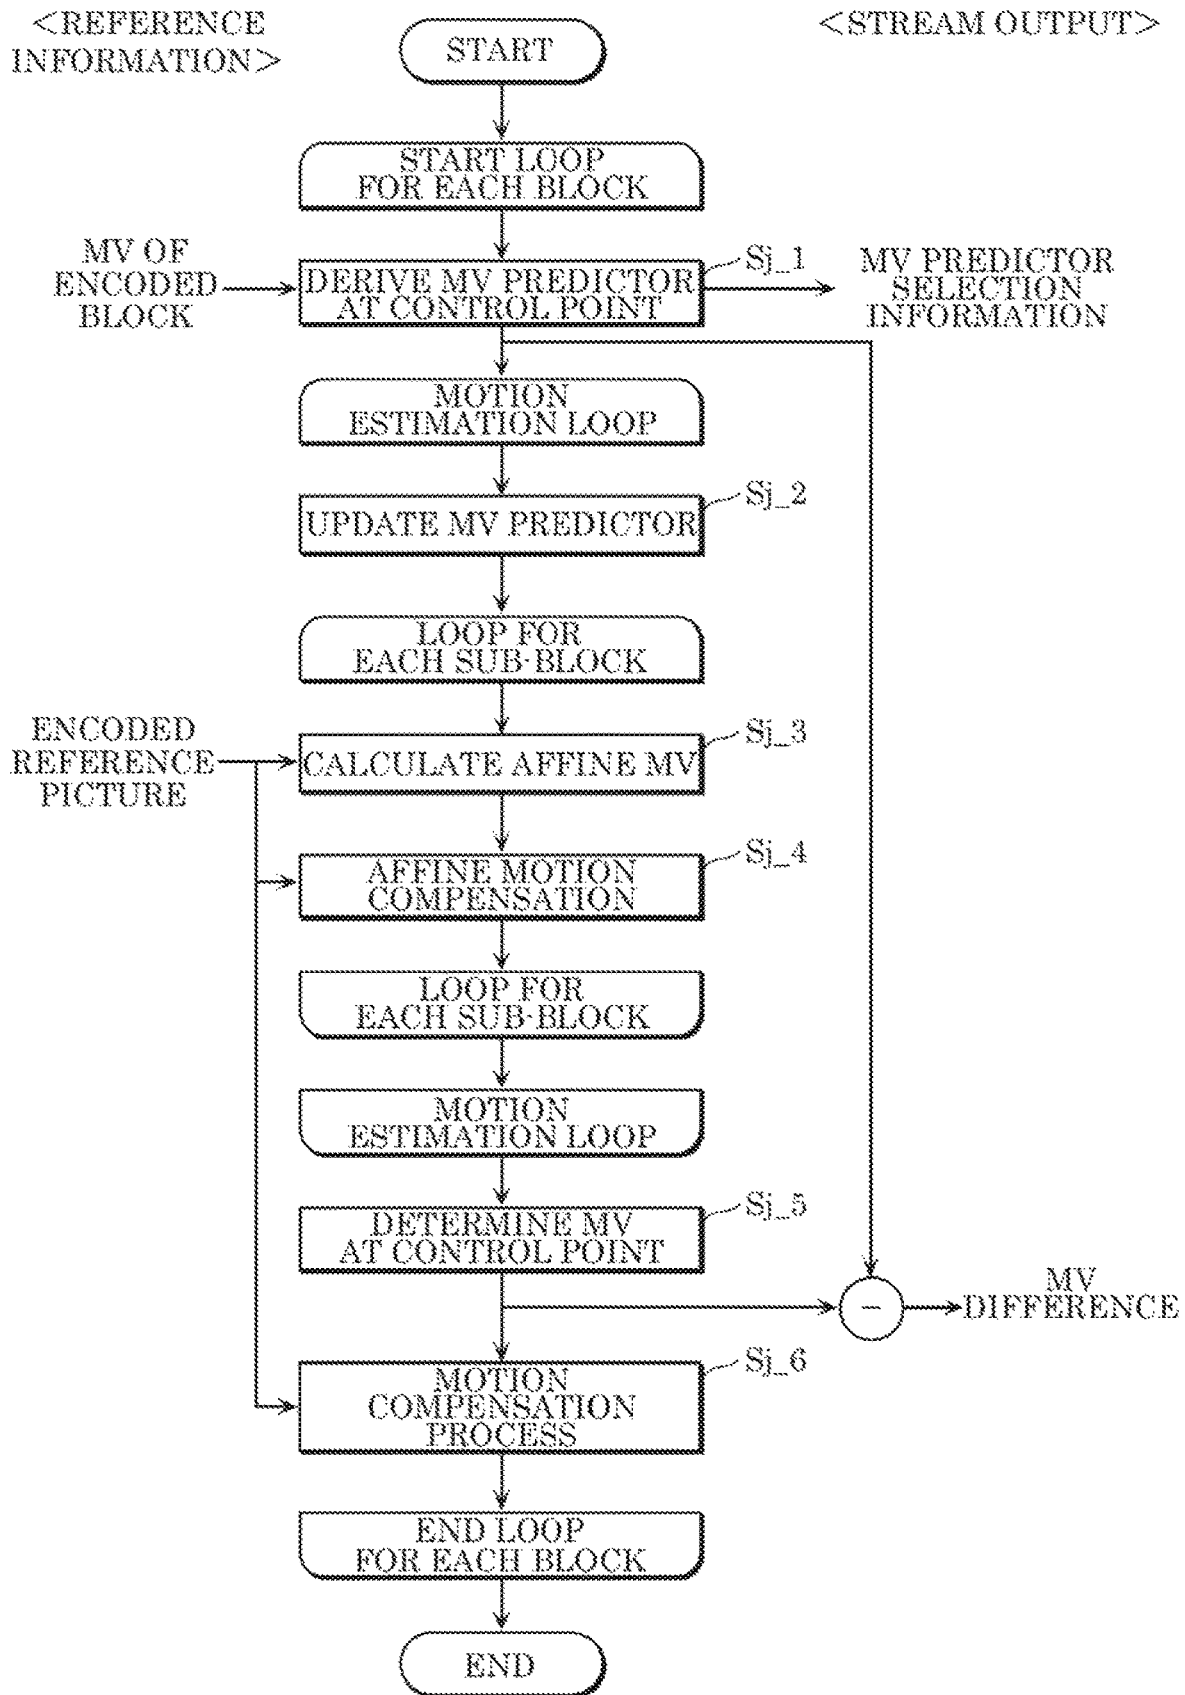 <REFERENCE
INFORMATION>
START
<STREAM OUTPUT>
START LOOP
FOR EACH BLOCK
MV OF
ENCODED
BLOCK
DERIVE MV PREDICTOR
AT CONTROL POINT
Sj_1
MV PREDICTOR
SELECTION
INFORMATION
MOTION
ESTIMATION LOOP
Sj_2
UPDATE MV PREDICTOR
LOOP FOR
EACH SUB-BLOCK
ENCODED
REFERENCE
PICTURE
Sj_3
CALCULATE AFFINE MV
Sj_4
AFFINE MOTION
COMPENSATION
LOOP FOR
EACH SUB-BLOCK
MOTION
ESTIMATION LOOP
Sj_5
DETERMINE MV
AT CONTROL POINT
−
MV
DIFFERENCE
Sj_6
MOTION
COMPENSATION
PROCESS
END LOOP
FOR EACH BLOCK
END